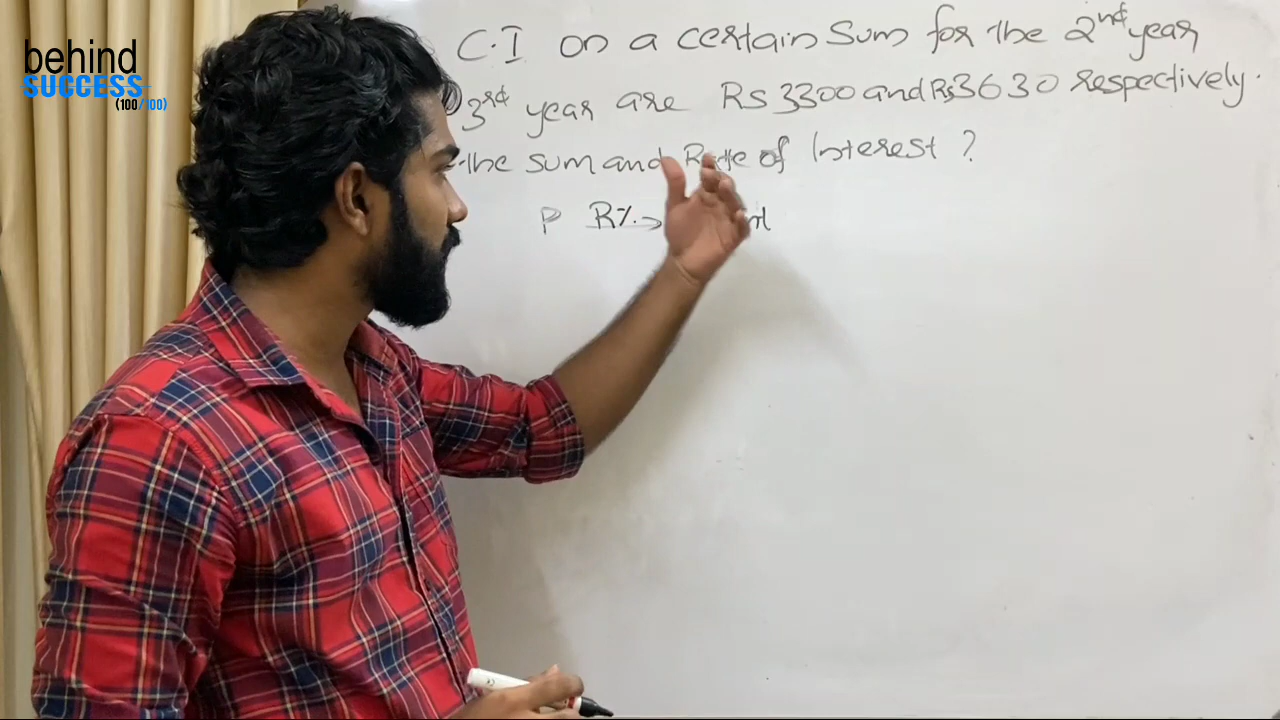 behind
SUCCESS
(100/100)
C.I on a certain Sum for the 2nd year
3rd year are Rs 3300 and Rs 3630 respectively.
the sum and Rate of Interest ?
P R% →